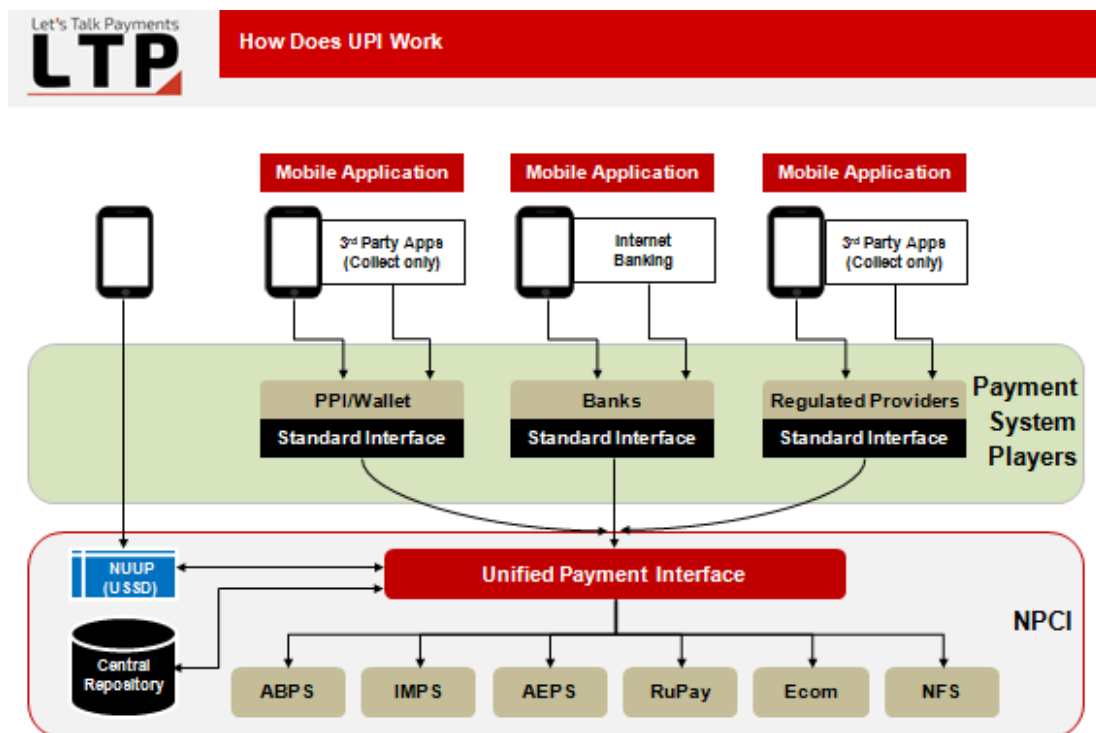 Let's Talk Payments
LTP
How Does UPI Work
Mobile Application
Mobile Application
Mobile Application
3rd Party Apps
(Collect only)
Internet
Banking
3rd Party Apps
(Collect only)
PPI/Wallet
Standard Interface
Banks
Standard Interface
Regulated Providers
Standard Interface
Payment
System
Players
NUUP
(USSD)
Unified Payment Interface
NPCI
Central
Repository
ABPS
IMPS
AEPS
RuPay
Ecom
NFS